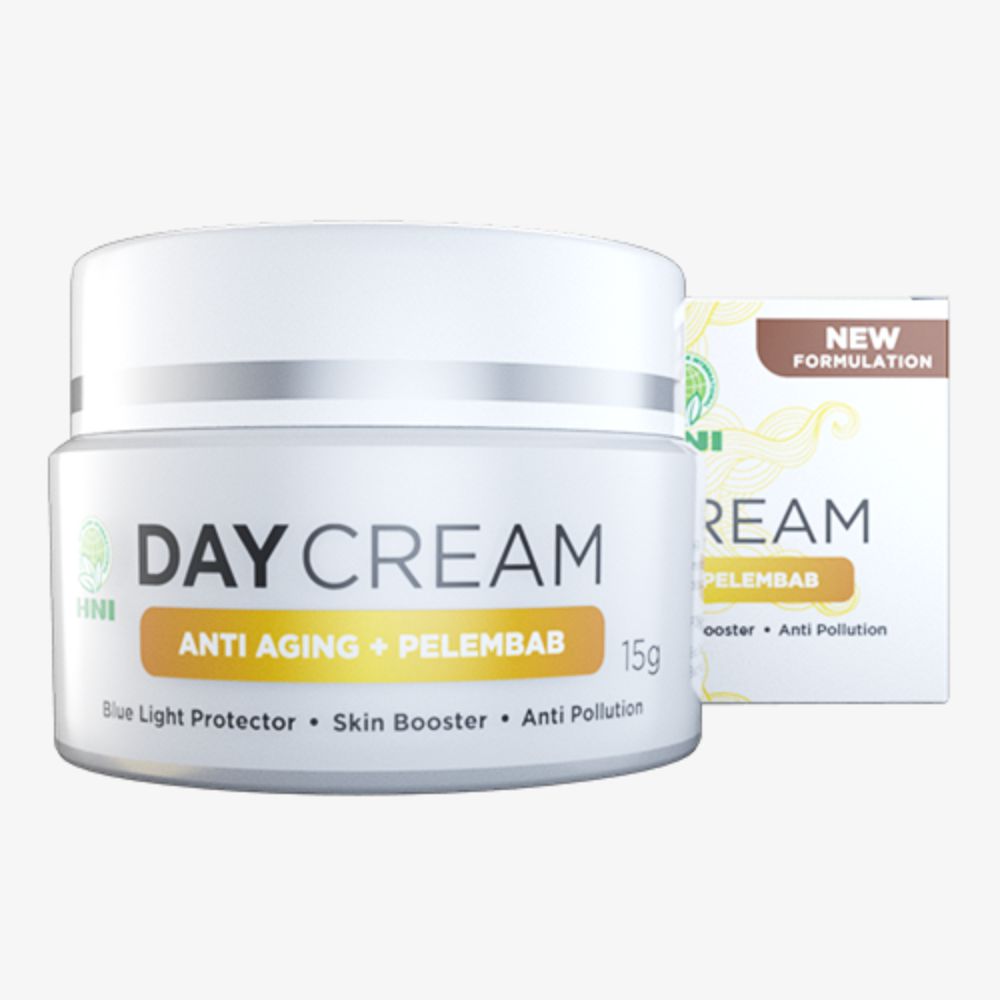 DAY CREAM
HNI
ANTI AGING + PELEMBAB
15g
Blue Light Protector • Skin Booster • Anti Pollution
NEW
FORMULATION
NI
REAM
PELEMBAB
ooster • Anti Pollution